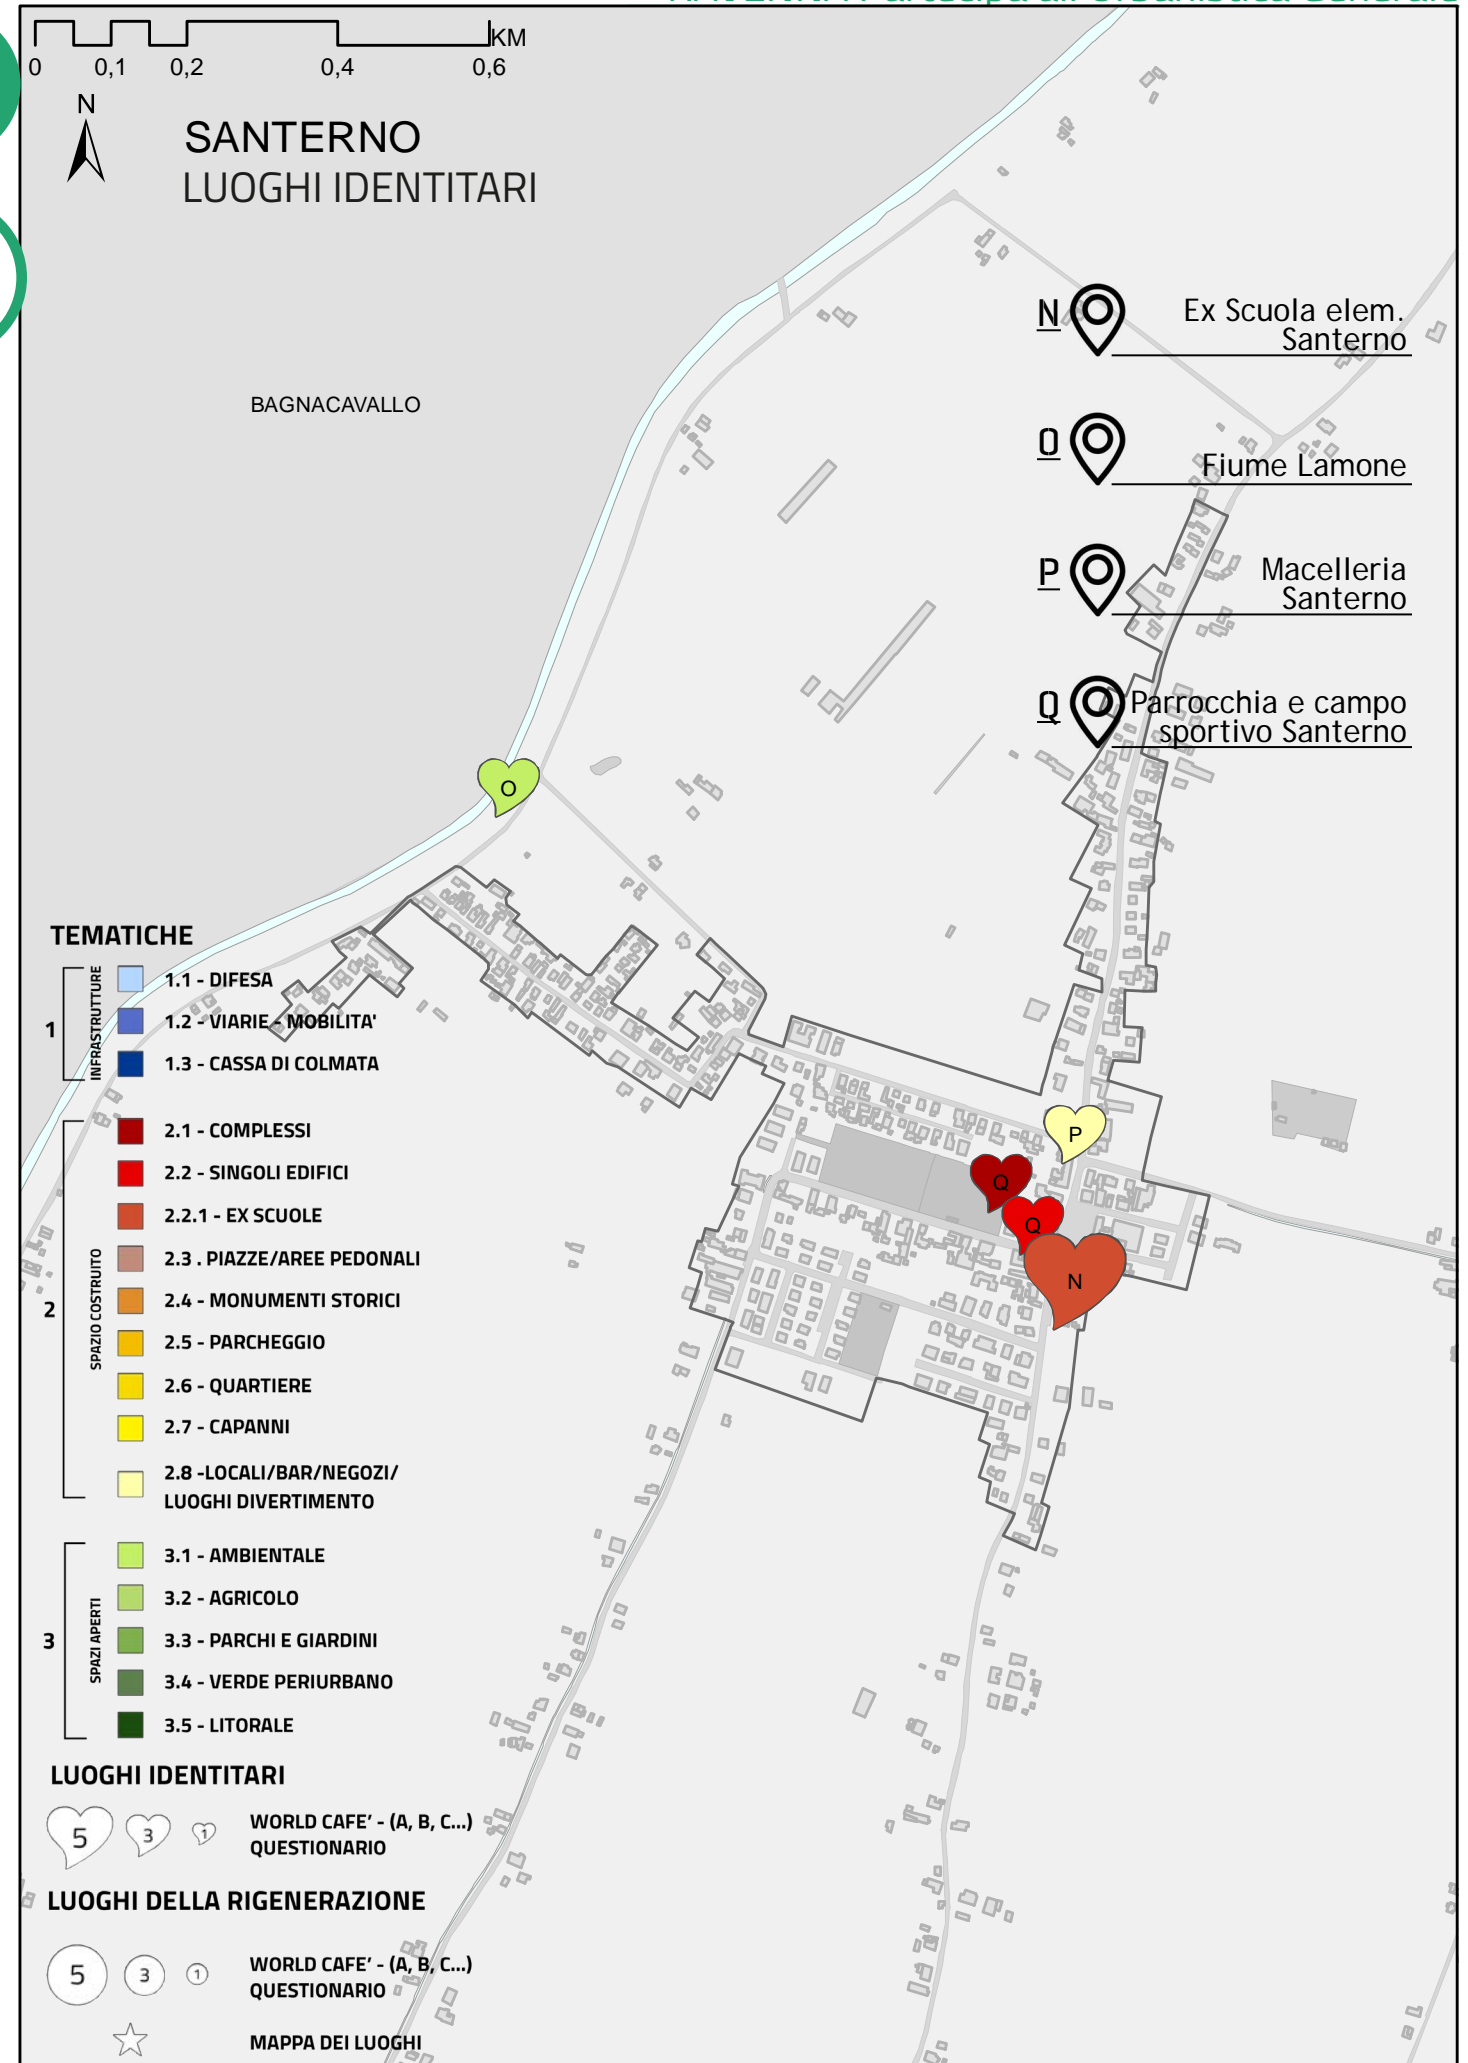 KM
0 0,1 0,2 0,4 0,6
N
SANTERNO
LUOGHI IDENTITARI
BAGNACAVALLO
N Ex Scuola elem.
Santerno
O Fiume Lamone
P Macelleria
Santerno
Q Parrocchia e campo
sportivo Santerno
O
P
Q
Q
N
TEMATICHE
1 INFRASTRUTTURE
1.1 - DIFESA
1.2 - VIARIE - MOBILITA'
1.3 - CASSA DI COLMATA
2 SPAZIO COSTRUITO
2.1 - COMPLESSI
2.2 - SINGOLI EDIFICI
2.2.1 - EX SCUOLE
2.3 . PIAZZE/AREE PEDONALI
2.4 - MONUMENTI STORICI
2.5 - PARCHEGGIO
2.6 - QUARTIERE
2.7 - CAPANNI
2.8 -LOCALI/BAR/NEGOZI/
LUOGHI DIVERTIMENTO
3 SPAZI APERTI
3.1 - AMBIENTALE
3.2 - AGRICOLO
3.3 - PARCHI E GIARDINI
3.4 - VERDE PERIURBANO
3.5 - LITORALE
LUOGHI IDENTITARI
5 3 1 WORLD CAFE' - (A, B, C...)
QUESTIONARIO
LUOGHI DELLA RIGENERAZIONE
5 3 1 WORLD CAFE' - (A, B, C...)
QUESTIONARIO
MAPPA DEI LUOGHI